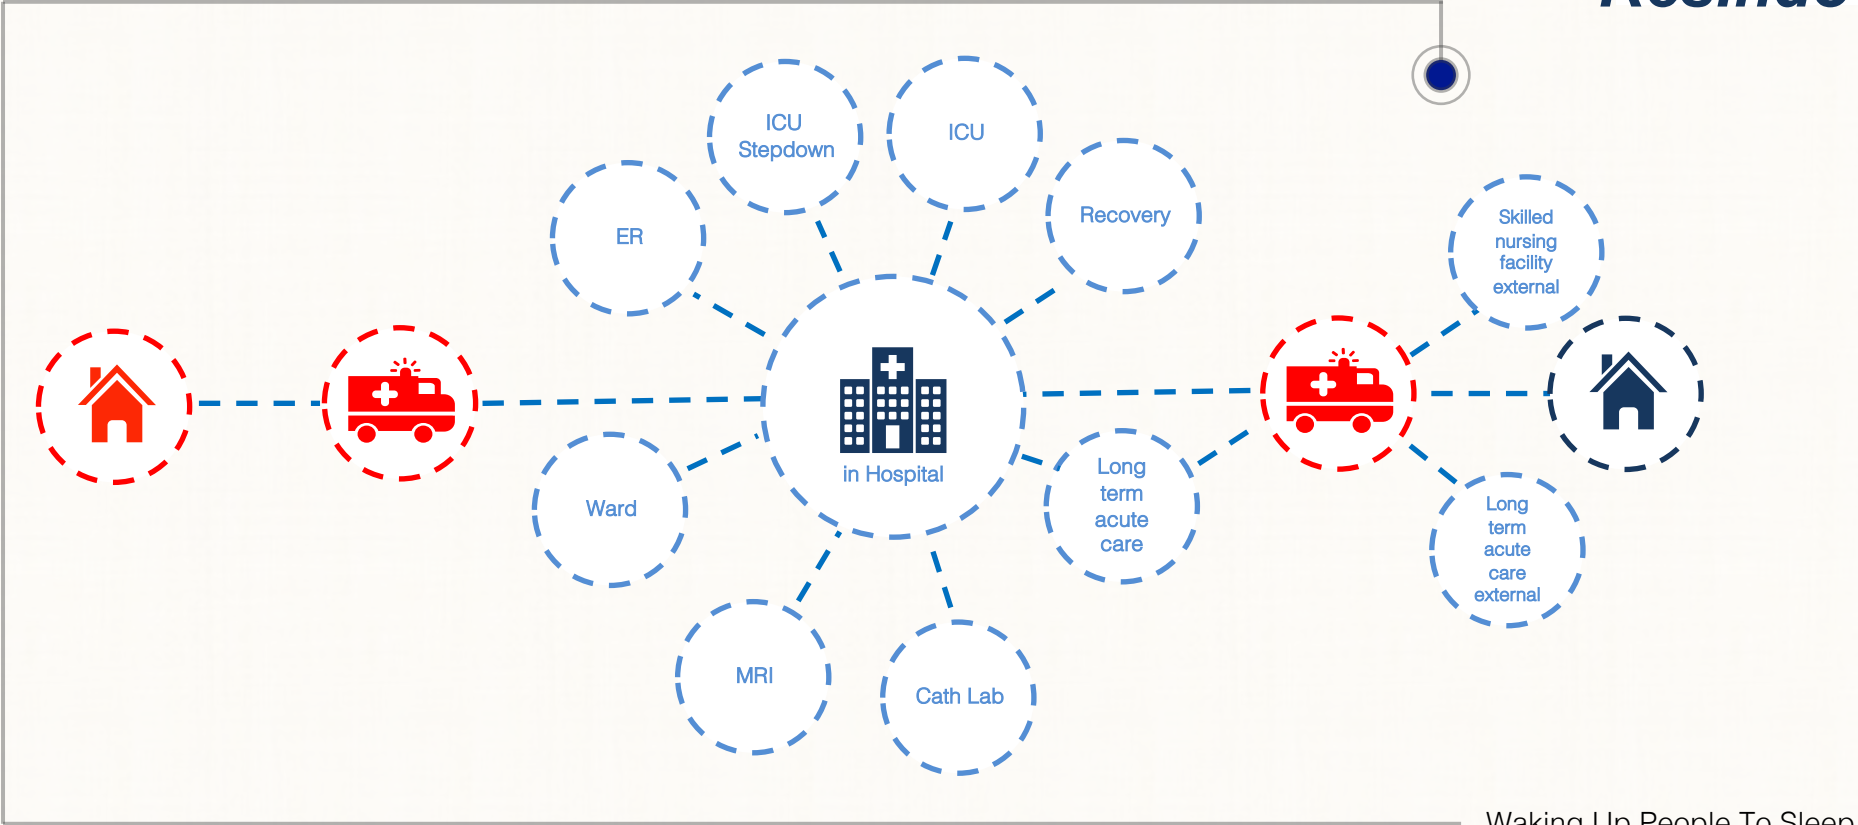 ICU
Stepdown
ICU
ER
Recovery
Skilled
nursing
facility
external
in Hospital
Ward
Long
term
acute
care
Long
term
acute
care
external
MRI
Cath Lab
Waking Up People To Sleep